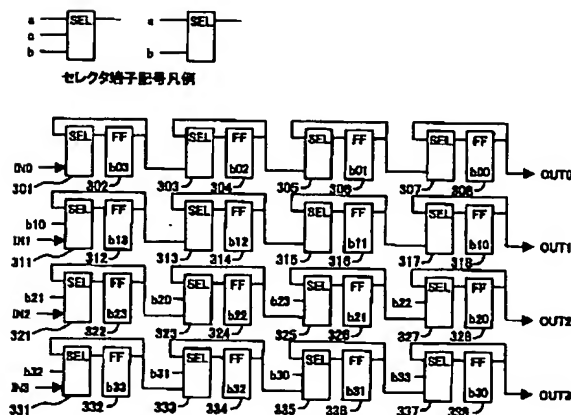 a SEL a SEL
c
b b
セレクタ端子記号凡例
SEL FF SEL FF SEL FF SEL FF
IN0 b03 b02 b01 b00 OUT0
301 302 303 304 305 306 307 308
SEL FF SEL FF SEL FF SEL FF
b10
IN1 b13 b12 b11 b10 OUT1
311 312 313 314 315 316 317 318
SEL FF SEL FF SEL FF SEL FF
b21 b20 b23 b22
IN2 b23 b22 b21 b20 OUT2
321 322 323 324 325 326 327 328
SEL FF SEL FF SEL FF SEL FF
b32 b31 b30 b33
IN3 b33 b32 b31 b30 OUT3
331 332 333 334 335 336 337 338